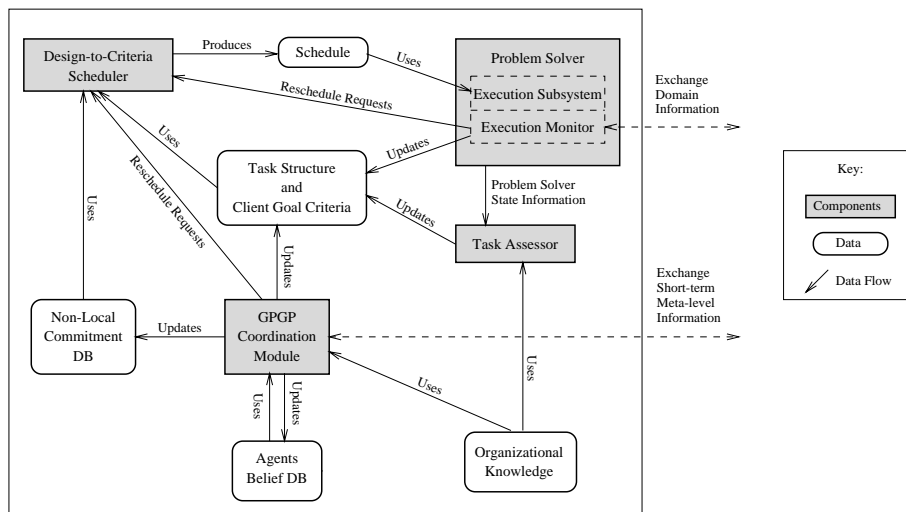 Design-to-Criteria
Scheduler
Produces
Schedule
Uses
Problem Solver
Execution Subsystem
Execution Monitor
Reschedule Requests
Exchange
Domain
Information
Uses
Updates
Task Structure
and
Client Goal Criteria
Problem Solver
State Information
Key:
Components
Data
Data Flow
Uses
Reschedule Requests
Updates
Task Assessor
Updates
Exchange
Short-term
Meta-level
Information
Non-Local
Commitment
DB
Updates
GPGP
Coordination
Module
Uses
Uses
Uses
Updates
Agents
Belief DB
Organizational
Knowledge